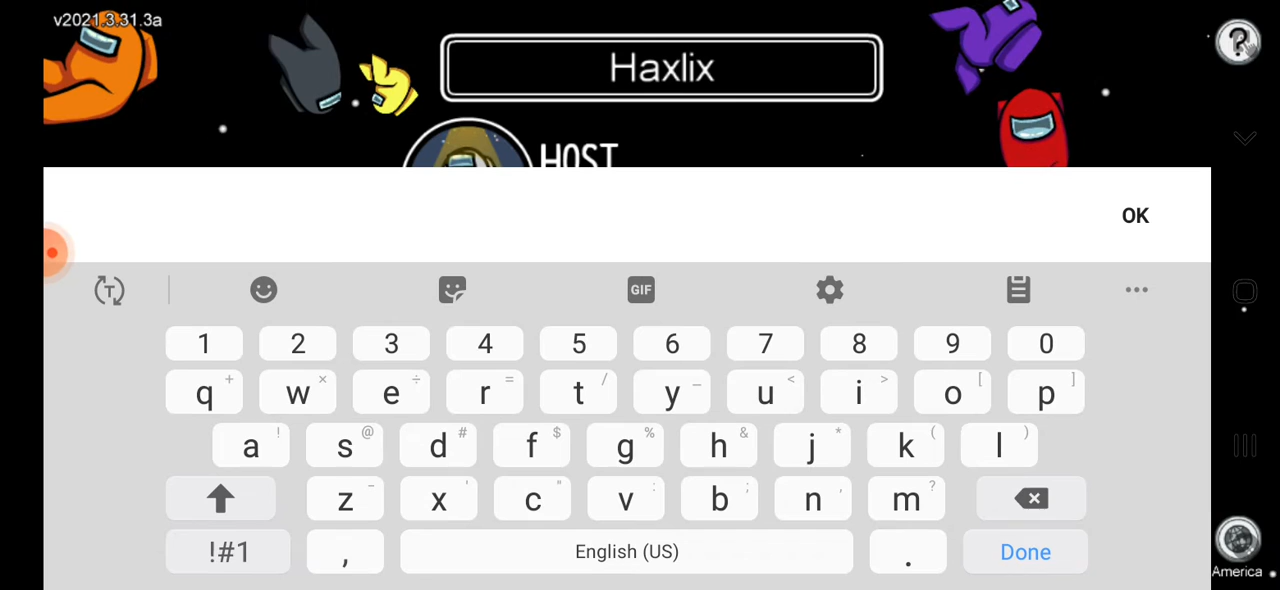 v2021.3.31.3a
Haxlix
HOST
OK
T
GIF
1 2 3 4 5 6 7 8 9 0
q + w × e ÷ r = t / y _ u < i > o [ p ]
a ! s @ d # f $ g % h & j * k ( l )
z - x ' c " v : b ; n , m ?
!#1 , English (US) . Done
?
America